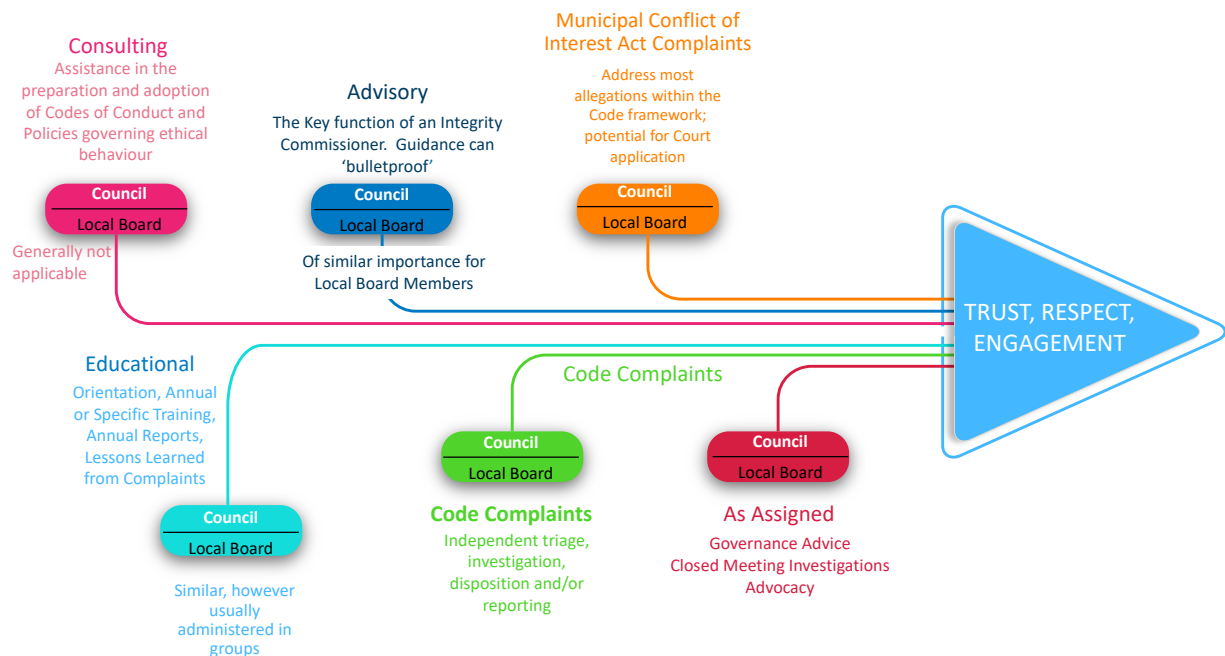 Consulting
Assistance in the
preparation and adoption
of Codes of Conduct and
Policies governing ethical
behaviour
Council
Local Board
Generally not
applicable
Advisory
The Key function of an Integrity
Commissioner.  Guidance can
‘bulletproof’
Council
Local Board
Of similar importance for
Local Board Members
Municipal Conflict of
Interest Act Complaints
Address most
allegations within the
Code framework;
potential for Court
application
Council
Local Board
TRUST, RESPECT,
ENGAGEMENT
Educational
Orientation, Annual
or Specific Training,
Annual Reports,
Lessons Learned
from Complaints
Council
Local Board
Similar, however
usually
administered in
groups
Code Complaints
Council
Local Board
Code Complaints
Independent triage,
investigation,
disposition and/or
reporting
Council
Local Board
As Assigned
Governance Advice
Closed Meeting Investigations
Advocacy